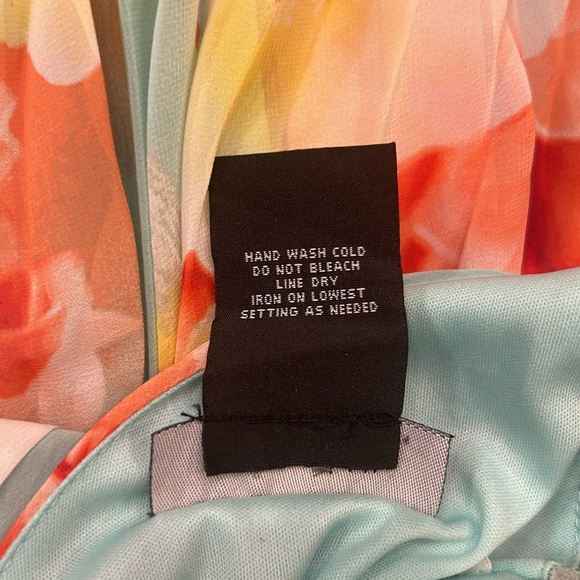 HAND WASH COLD
DO NOT BLEACH
LINE DRY
IRON ON LOWEST
SETTING AS NEEDED